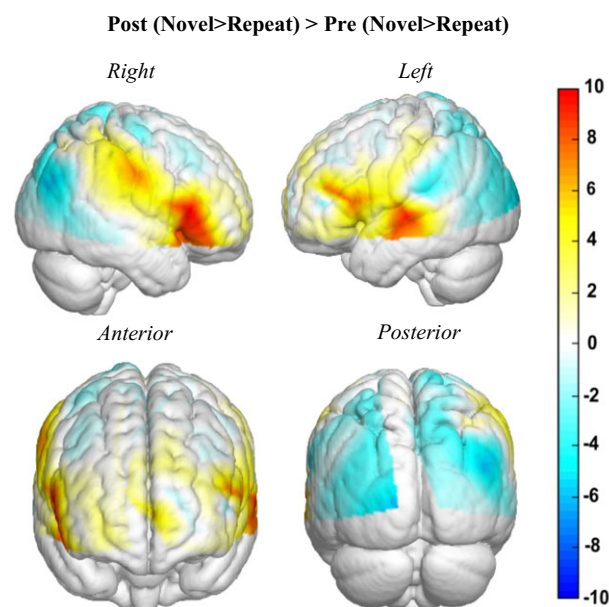 Post (Novel>Repeat) > Pre (Novel>Repeat)
Right
Left
Anterior
Posterior
10
8
6
4
2
0
-2
-4
-6
-8
-10